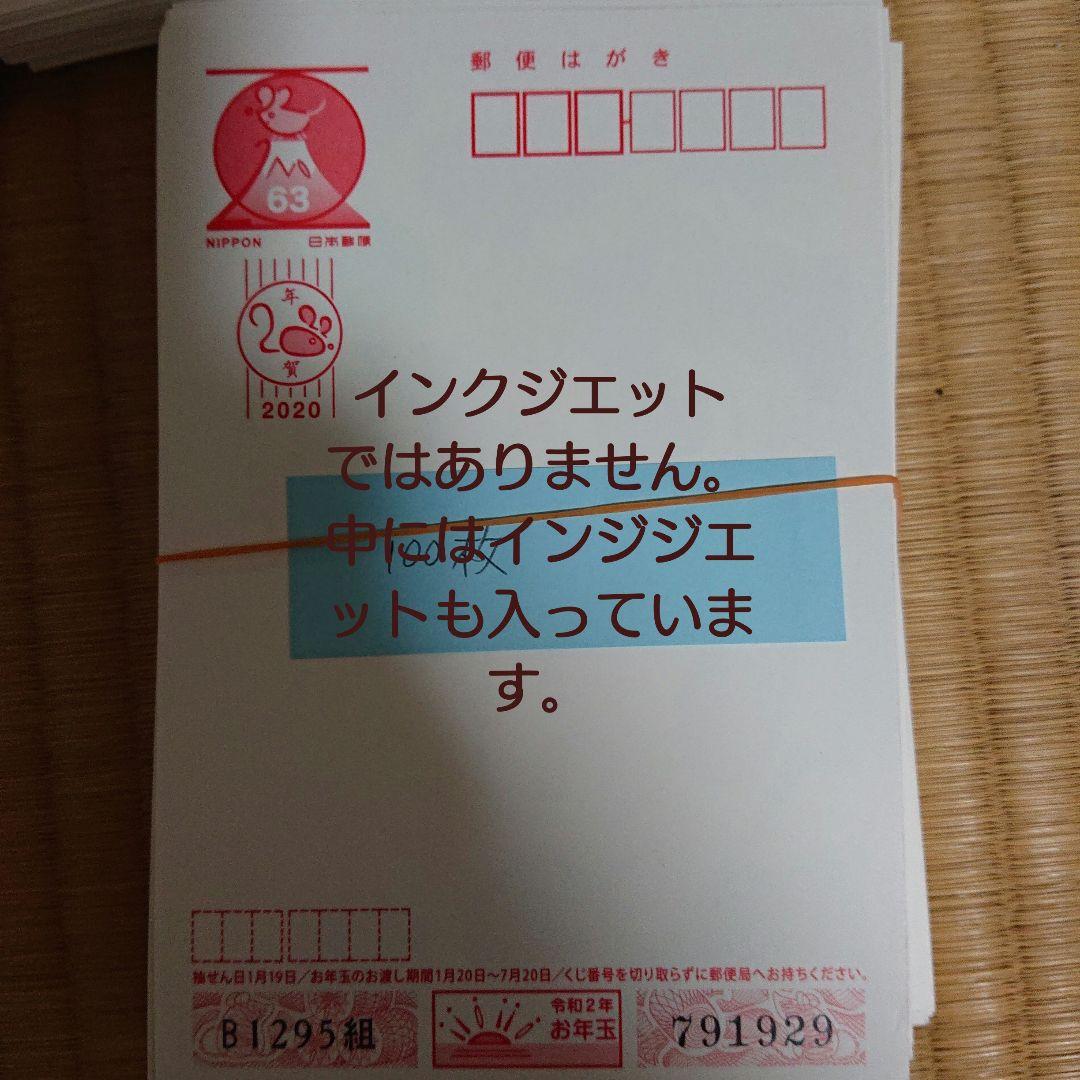 郵便はがき
63
NIPPON 日本郵便
年
20
賀
2020
インクジエット
ではありません。
100枚
中にはインジジエ
ットも入っていま
す。
抽せん日1月19日／お年玉のお渡し期間1月20日〜7月20日／くじ番号を切り取らずに郵便局へお持ちください。
B1295組
令和2年
お年玉
791929